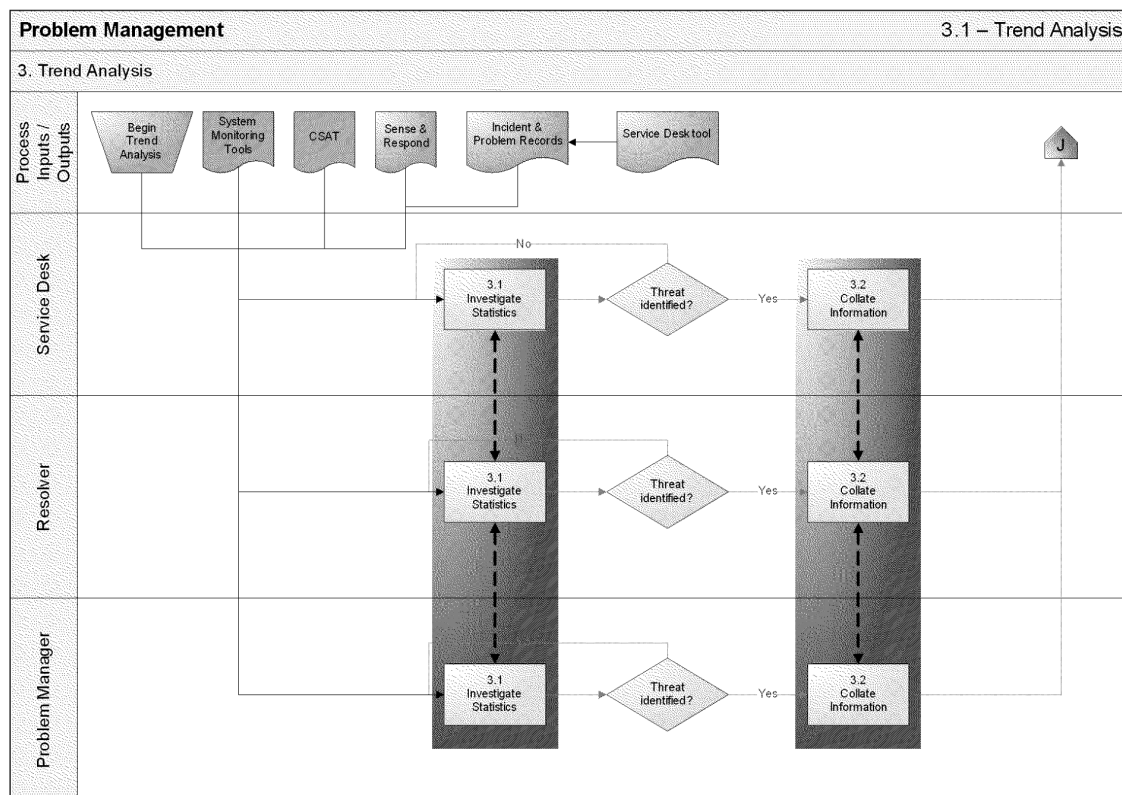 Problem Management
3.1 – Trend Analysis
3. Trend Analysis
Process
Inputs /
Outputs
Begin
Trend
Analysis
System
Monitoring
Tools
CSAT
Sense &
Respond
Incident &
Problem Records
Service Desk tool
J
Service Desk
No
3.1
Investigate
Statistics
Threat
identified?
Yes
3.2
Collate
Information
Resolver
3.1
Investigate
Statistics
Threat
identified?
Yes
3.2
Collate
Information
Problem Manager
3.1
Investigate
Statistics
Threat
identified?
Yes
3.2
Collate
Information